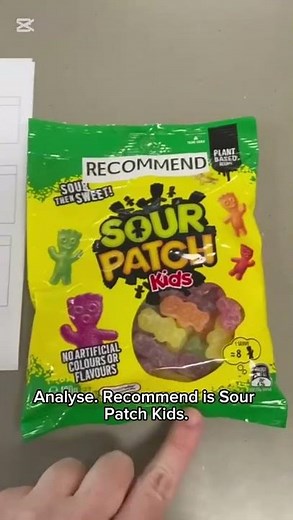 RECOMMEND
PLANT
BASED
SOUR
THEN SWEET!
SOUR
PATCH
Kids
NO ARTIFICIAL
COLOURS OR
FLAVOURS
≈ 8
Analyse. Recommend is Sour
Patch Kids.